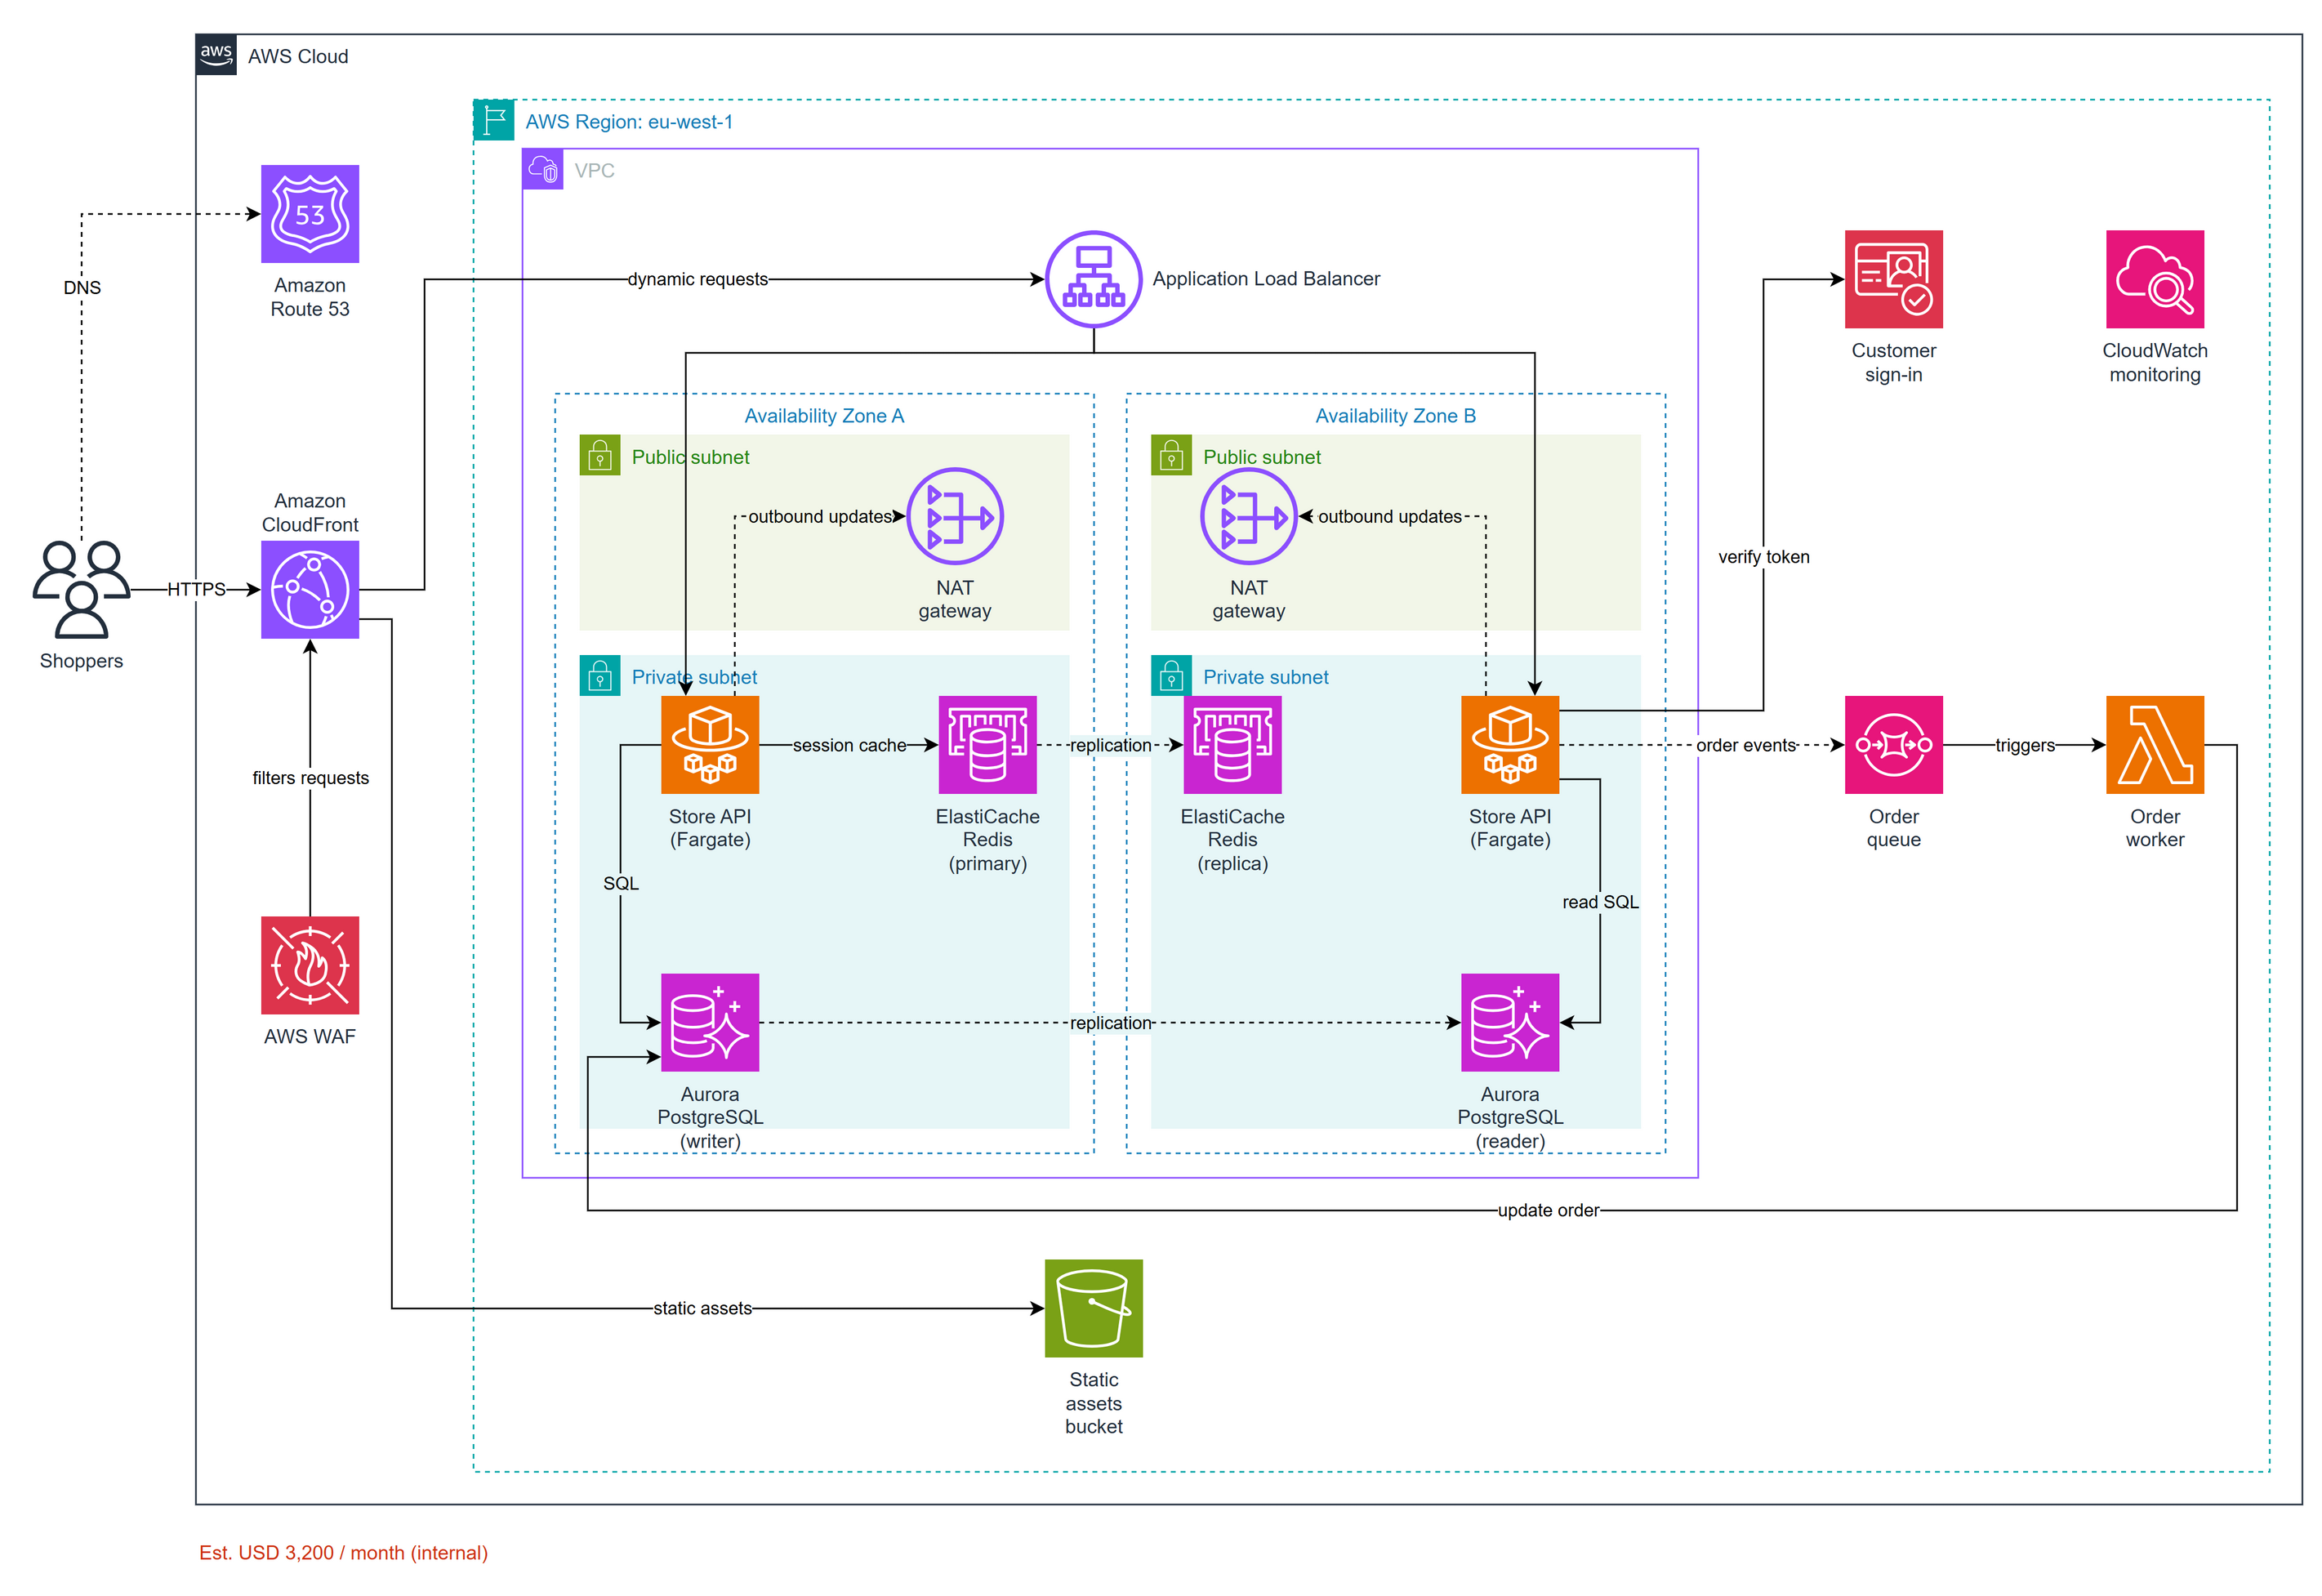 aws
AWS Cloud
AWS Region: eu-west-1
VPC
53
Amazon
Route 53
DNS
dynamic requests
Application Load Balancer
Customer
sign-in
CloudWatch
monitoring
Availability Zone A
Availability Zone B
Public subnet
Public subnet
outbound updates
outbound updates
NAT
gateway
NAT
gateway
verify token
Amazon
CloudFront
HTTPS
Shoppers
Private subnet
Private subnet
session cache
replication
order events
triggers
filters requests
Store API
(Fargate)
ElastiCache
Redis
(primary)
ElastiCache
Redis
(replica)
Store API
(Fargate)
Order
queue
Order
worker
SQL
read SQL
AWS WAF
replication
Aurora
PostgreSQL
(writer)
Aurora
PostgreSQL
(reader)
update order
static assets
Static
assets
bucket
Est. USD 3,200 / month (internal)